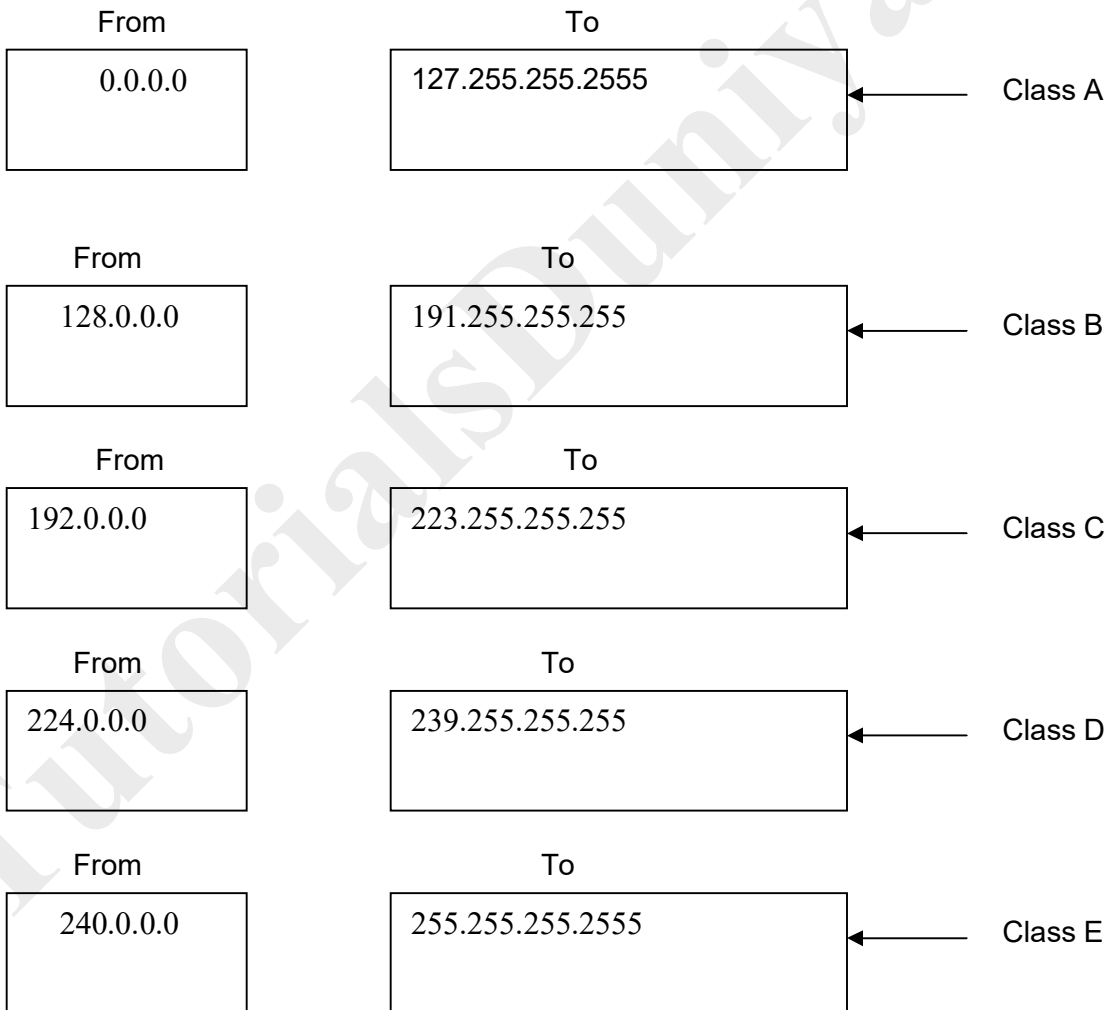 From To
0.0.0.0 127.255.255.2555 Class A
From To
128.0.0.0 191.255.255.255 Class B
From To
192.0.0.0 223.255.255.255 Class C
From To
224.0.0.0 239.255.255.255 Class D
From To
240.0.0.0 255.255.255.2555 Class E
TutorialsDuniya